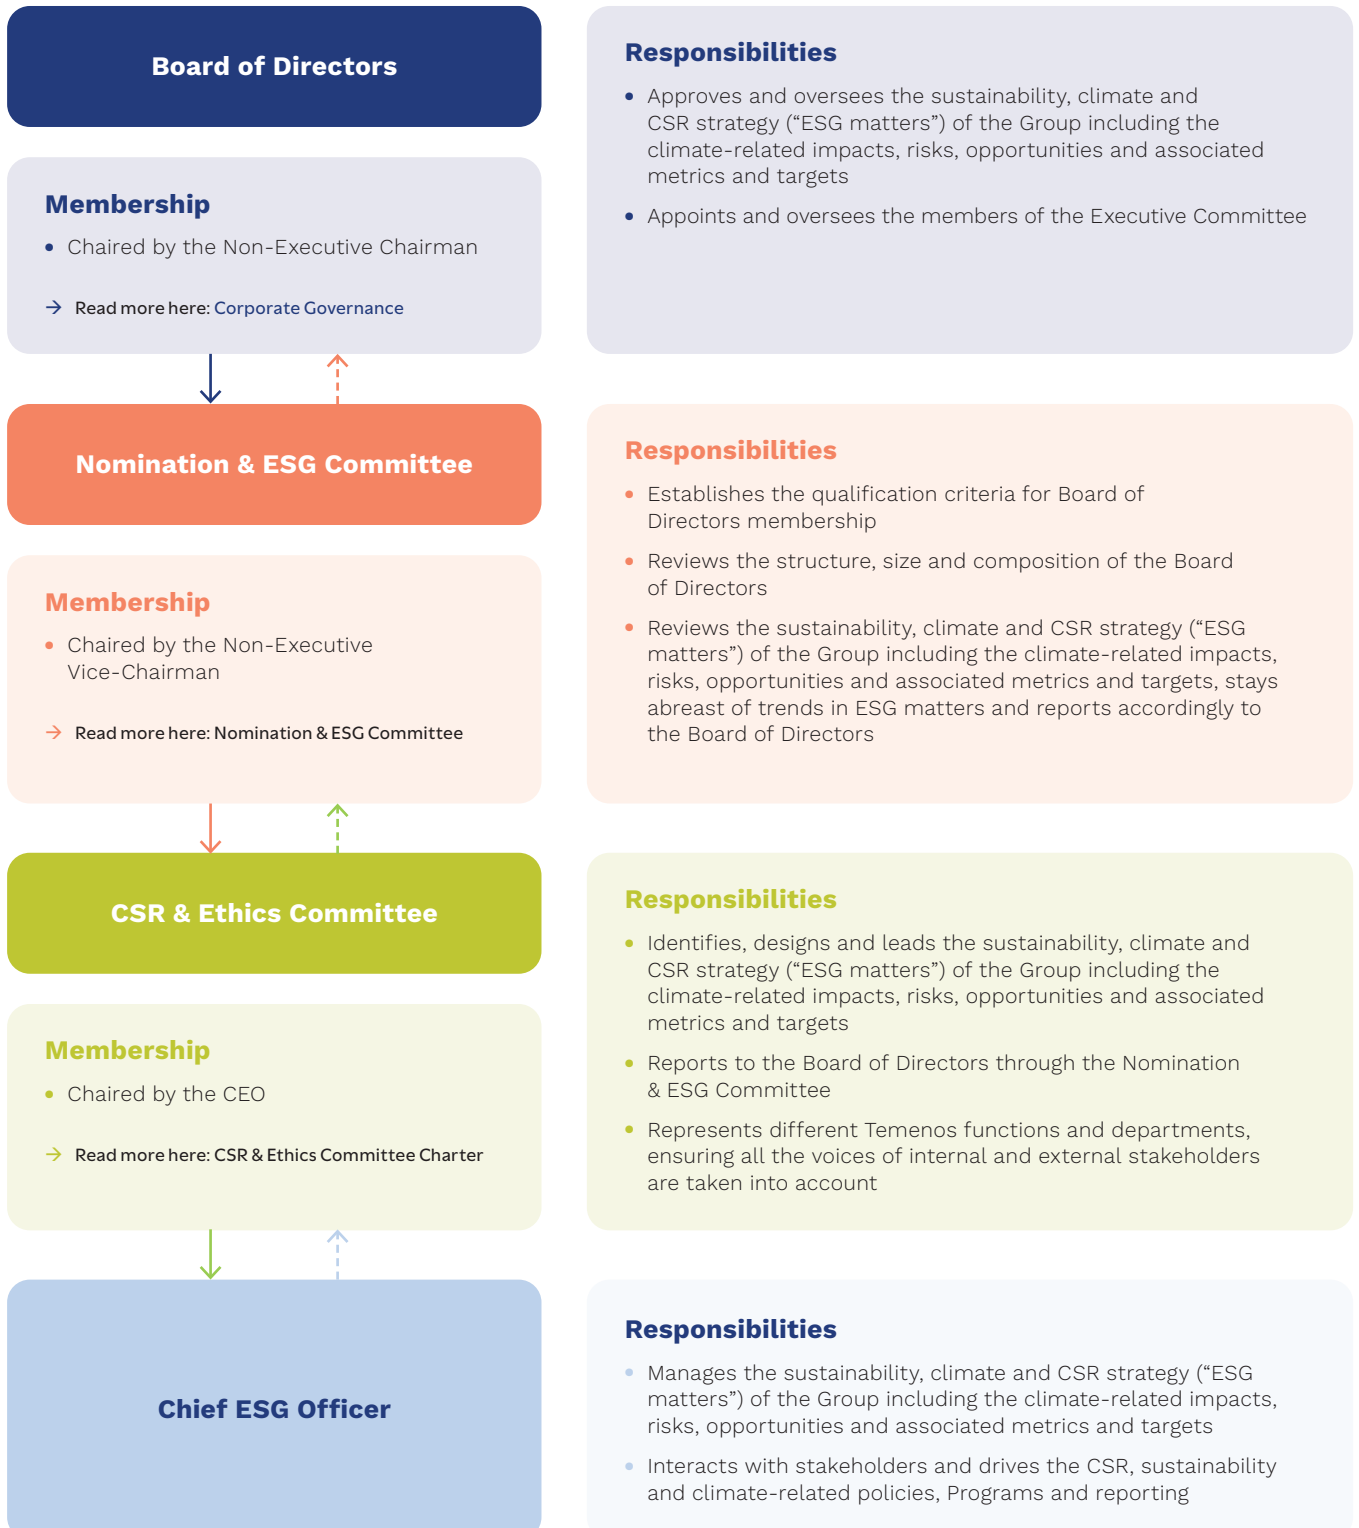 Board of Directors
Membership
• Chaired by the Non-Executive Chairman
→ Read more here: Corporate Governance
Responsibilities
• Approves and oversees the sustainability, climate and
CSR strategy (“ESG matters”) of the Group including the
climate-related impacts, risks, opportunities and associated
metrics and targets
• Appoints and oversees the members of the Executive Committee
Nomination & ESG Committee
Membership
• Chaired by the Non-Executive
Vice-Chairman
→ Read more here: Nomination & ESG Committee
Responsibilities
• Establishes the qualification criteria for Board of
Directors membership
• Reviews the structure, size and composition of the Board
of Directors
• Reviews the sustainability, climate and CSR strategy (“ESG
matters”) of the Group including the climate-related impacts,
risks, opportunities and associated metrics and targets, stays
abreast of trends in ESG matters and reports accordingly to
the Board of Directors
CSR & Ethics Committee
Membership
• Chaired by the CEO
→ Read more here: CSR & Ethics Committee Charter
Responsibilities
• Identifies, designs and leads the sustainability, climate and
CSR strategy (“ESG matters”) of the Group including the
climate-related impacts, risks, opportunities and associated
metrics and targets
• Reports to the Board of Directors through the Nomination
& ESG Committee
• Represents different Temenos functions and departments,
ensuring all the voices of internal and external stakeholders
are taken into account
Chief ESG Officer
Responsibilities
• Manages the sustainability, climate and CSR strategy (“ESG
matters”) of the Group including the climate-related impacts,
risks, opportunities and associated metrics and targets
• Interacts with stakeholders and drives the CSR, sustainability
and climate-related policies, Programs and reporting